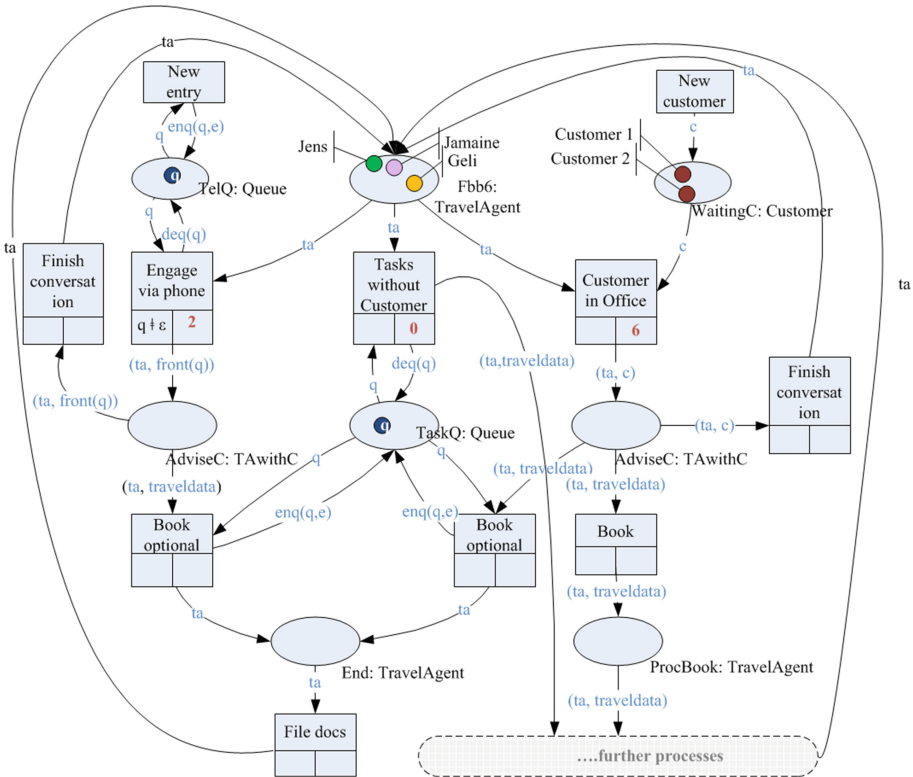 ta
ta
New
entry
New
customer
q
enq(q,e)
c
Jens
Jamaine
Geli
Customer 1
Customer 2
q
TelQ: Queue
Fbb6:
TravelAgent
WaitingC: Customer
q
deq(q)
ta
ta
ta
c
ta
ta
Finish
conversat
ion
Engage
via phone
q ǂ ε
2
Tasks
without
Customer
0
Customer
in Office
6
(ta, front(q))
(ta, front(q))
q
deq(q)
(ta,traveldata)
(ta, c)
Finish
conversat
ion
q
TaskQ: Queue
(ta, c)
AdviseC: TAwithC
AdviseC: TAwithC
q
q
(ta, traveldata)
(ta, traveldata)
(ta, traveldata)
enq(q,e)
enq(q,e)
Book
optional
Book
optional
Book
ta
ta
(ta, traveldata)
End: TravelAgent
ProcBook: TravelAgent
ta
(ta, traveldata)
File docs
....further processes